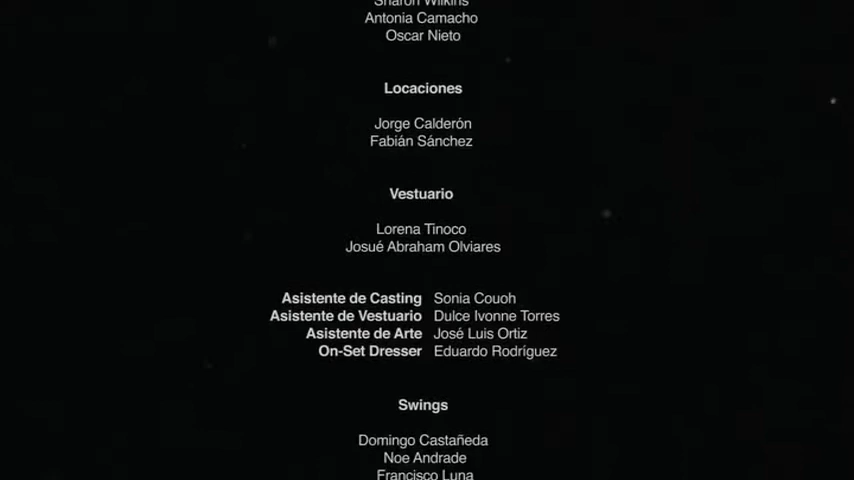 Sharon Wilkins
Antonia Camacho
Oscar Nieto
Locaciones
Jorge Calderón
Fabián Sánchez
Vestuario
Lorena Tinoco
Josué Abraham Olviares
Asistente de Casting Sonia Couoh
Asistente de Vestuario Dulce Ivonne Torres
Asistente de Arte José Luis Ortiz
On-Set Dresser Eduardo Rodríguez
Swings
Domingo Castañeda
Noe Andrade
Francisco Luna